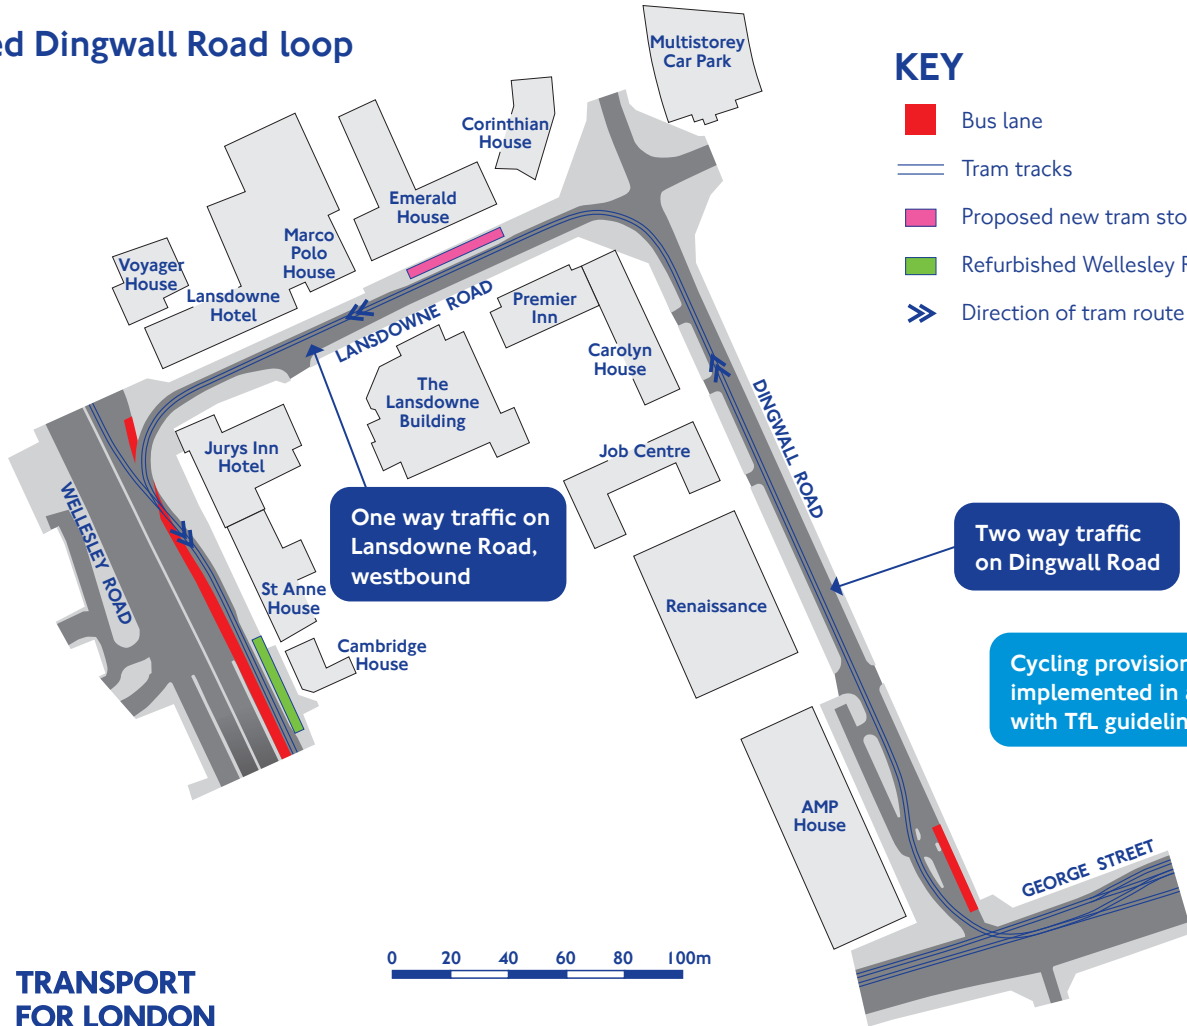 ed Dingwall Road loop
Multistorey
Car Park
Corinthian
House
Emerald
House
Marco
Polo
House
Voyager
House
Lansdowne
Hotel
LANSDOWNE ROAD
Premier
Inn
Carolyn
House
The
Lansdowne
Building
Jurys Inn
Hotel
Job Centre
DINGWALL ROAD
WELLESLEY ROAD
One way traffic on
Lansdowne Road,
westbound
St Anne
House
Cambridge
House
Renaissance
Two way traffic
on Dingwall Road
Cycling provision
implemented in a
with TfL guidelin
AMP
House
GEORGE STREET
KEY
Bus lane
Tram tracks
Proposed new tram sto
Refurbished Wellesley R
Direction of tram route
0 20 40 60 80 100m
TRANSPORT
FOR LONDON